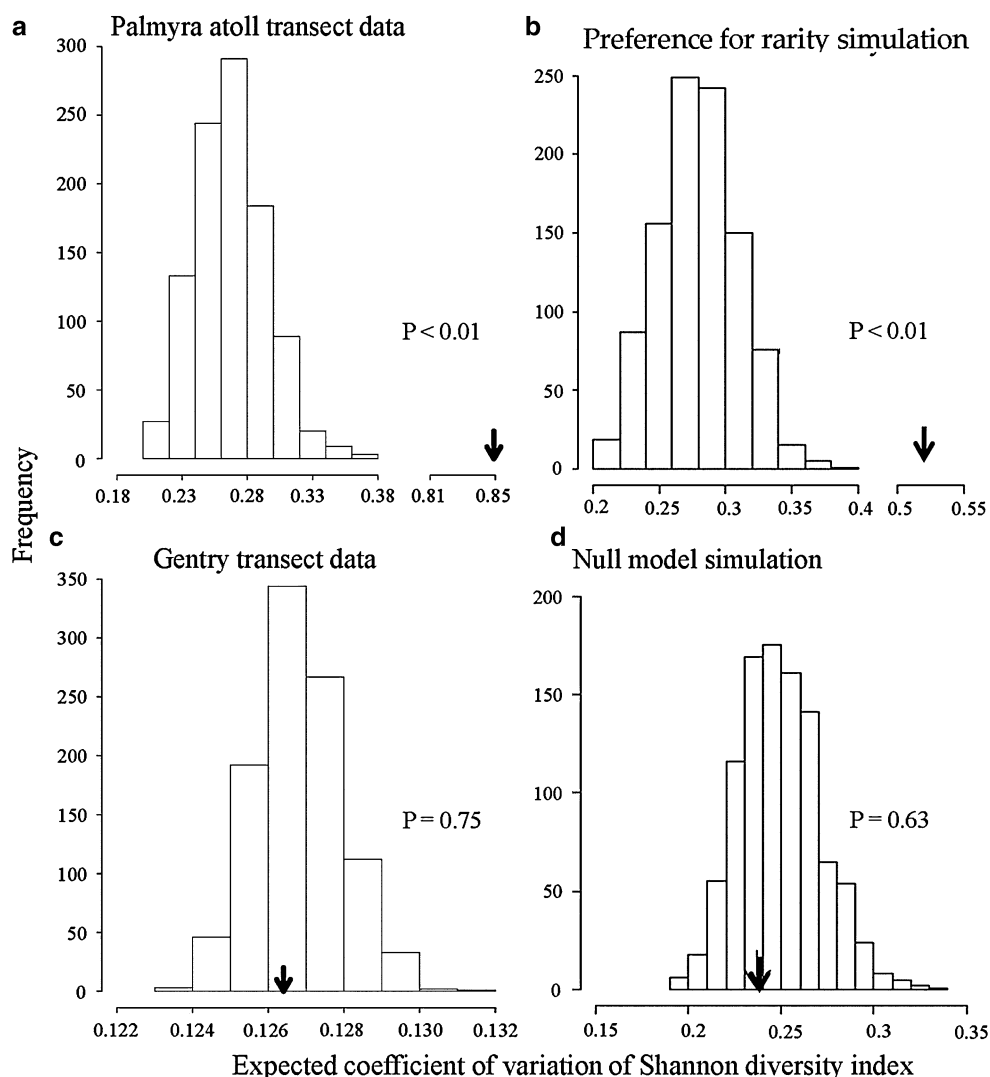 a Palmyra atoll transect data
300
250
200
150
100
50
0
P < 0.01
0.18 0.23 0.28 0.33 0.38 0.81 0.85
b Preference for rarity simulation
250
200
150
100
50
0
P < 0.01
0.2 0.25 0.3 0.35 0.4 0.5 0.55
Frequency
c Gentry transect data
350
300
250
200
150
100
50
0
P = 0.75
0.122 0.124 0.126 0.128 0.130 0.132
d Null model simulation
200
150
100
50
0
P = 0.63
0.15 0.2 0.25 0.3 0.35
Expected coefficient of variation of Shannon diversity index